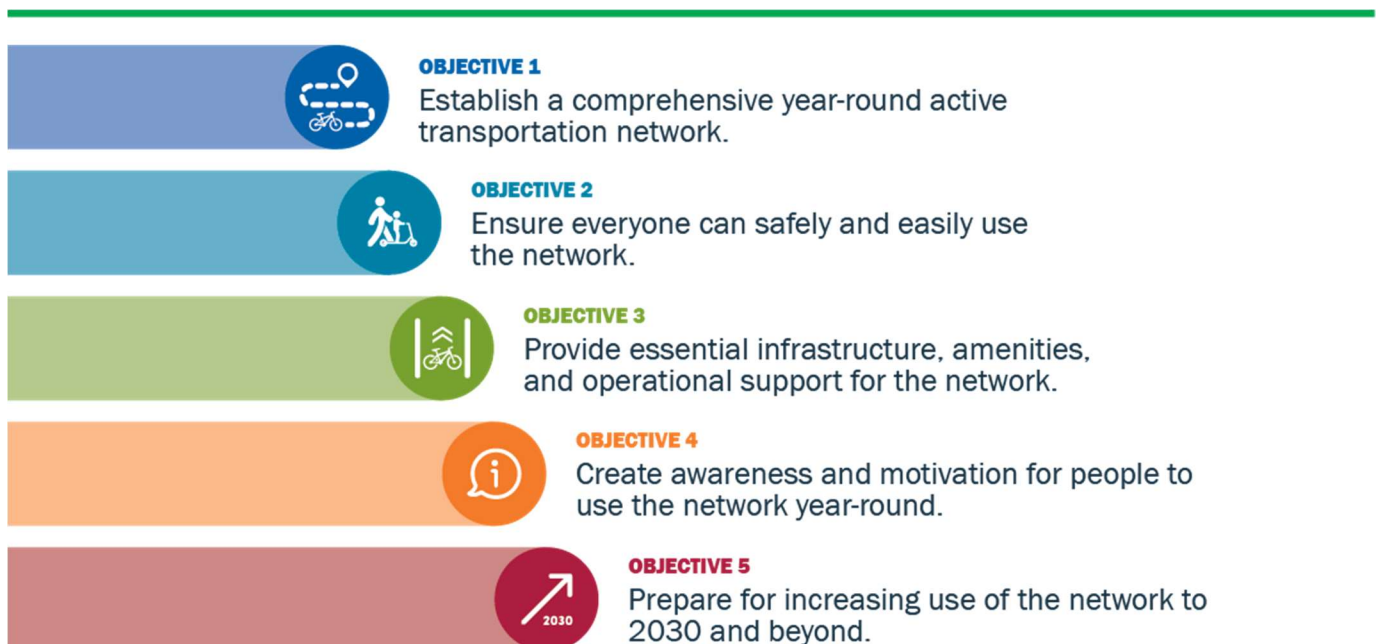 OBJECTIVE 1
Establish a comprehensive year-round active
transportation network.
OBJECTIVE 2
Ensure everyone can safely and easily use
the network.
OBJECTIVE 3
Provide essential infrastructure, amenities,
and operational support for the network.
OBJECTIVE 4
Create awareness and motivation for people to
use the network year-round.
OBJECTIVE 5
Prepare for increasing use of the network to
2030 and beyond.
i
2030